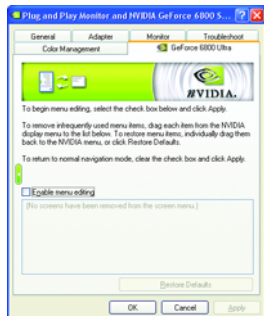 Plug and Play Monitor and NVIDIA GeForce 6800 S...
General Adapter Monitor Troubleshoot
Color Management GeForce 6800 Ultra
NVIDIA.
To begin menu editing, select the check box below and click Apply.
To remove infrequently used menu items, drag each item from the NVIDIA
display menu to the list below. To restore menu items, individually drag them
back to the NVIDIA menu, or click Restore Defaults.
To return to normal navigation mode, clear the check box and click Apply.
Enable menu editing
(No screens have been removed from the screen menu.)
Restore Defaults
OK Cancel Apply